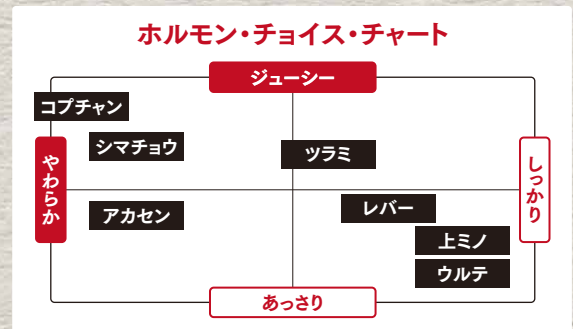 ホルモン・チョイス・チャート
ジューシー
コプチャン
シマチョウ
ツラミ
やわらか
しっかり
アカセン
レバー
上ミノ
ウルテ
あっさり